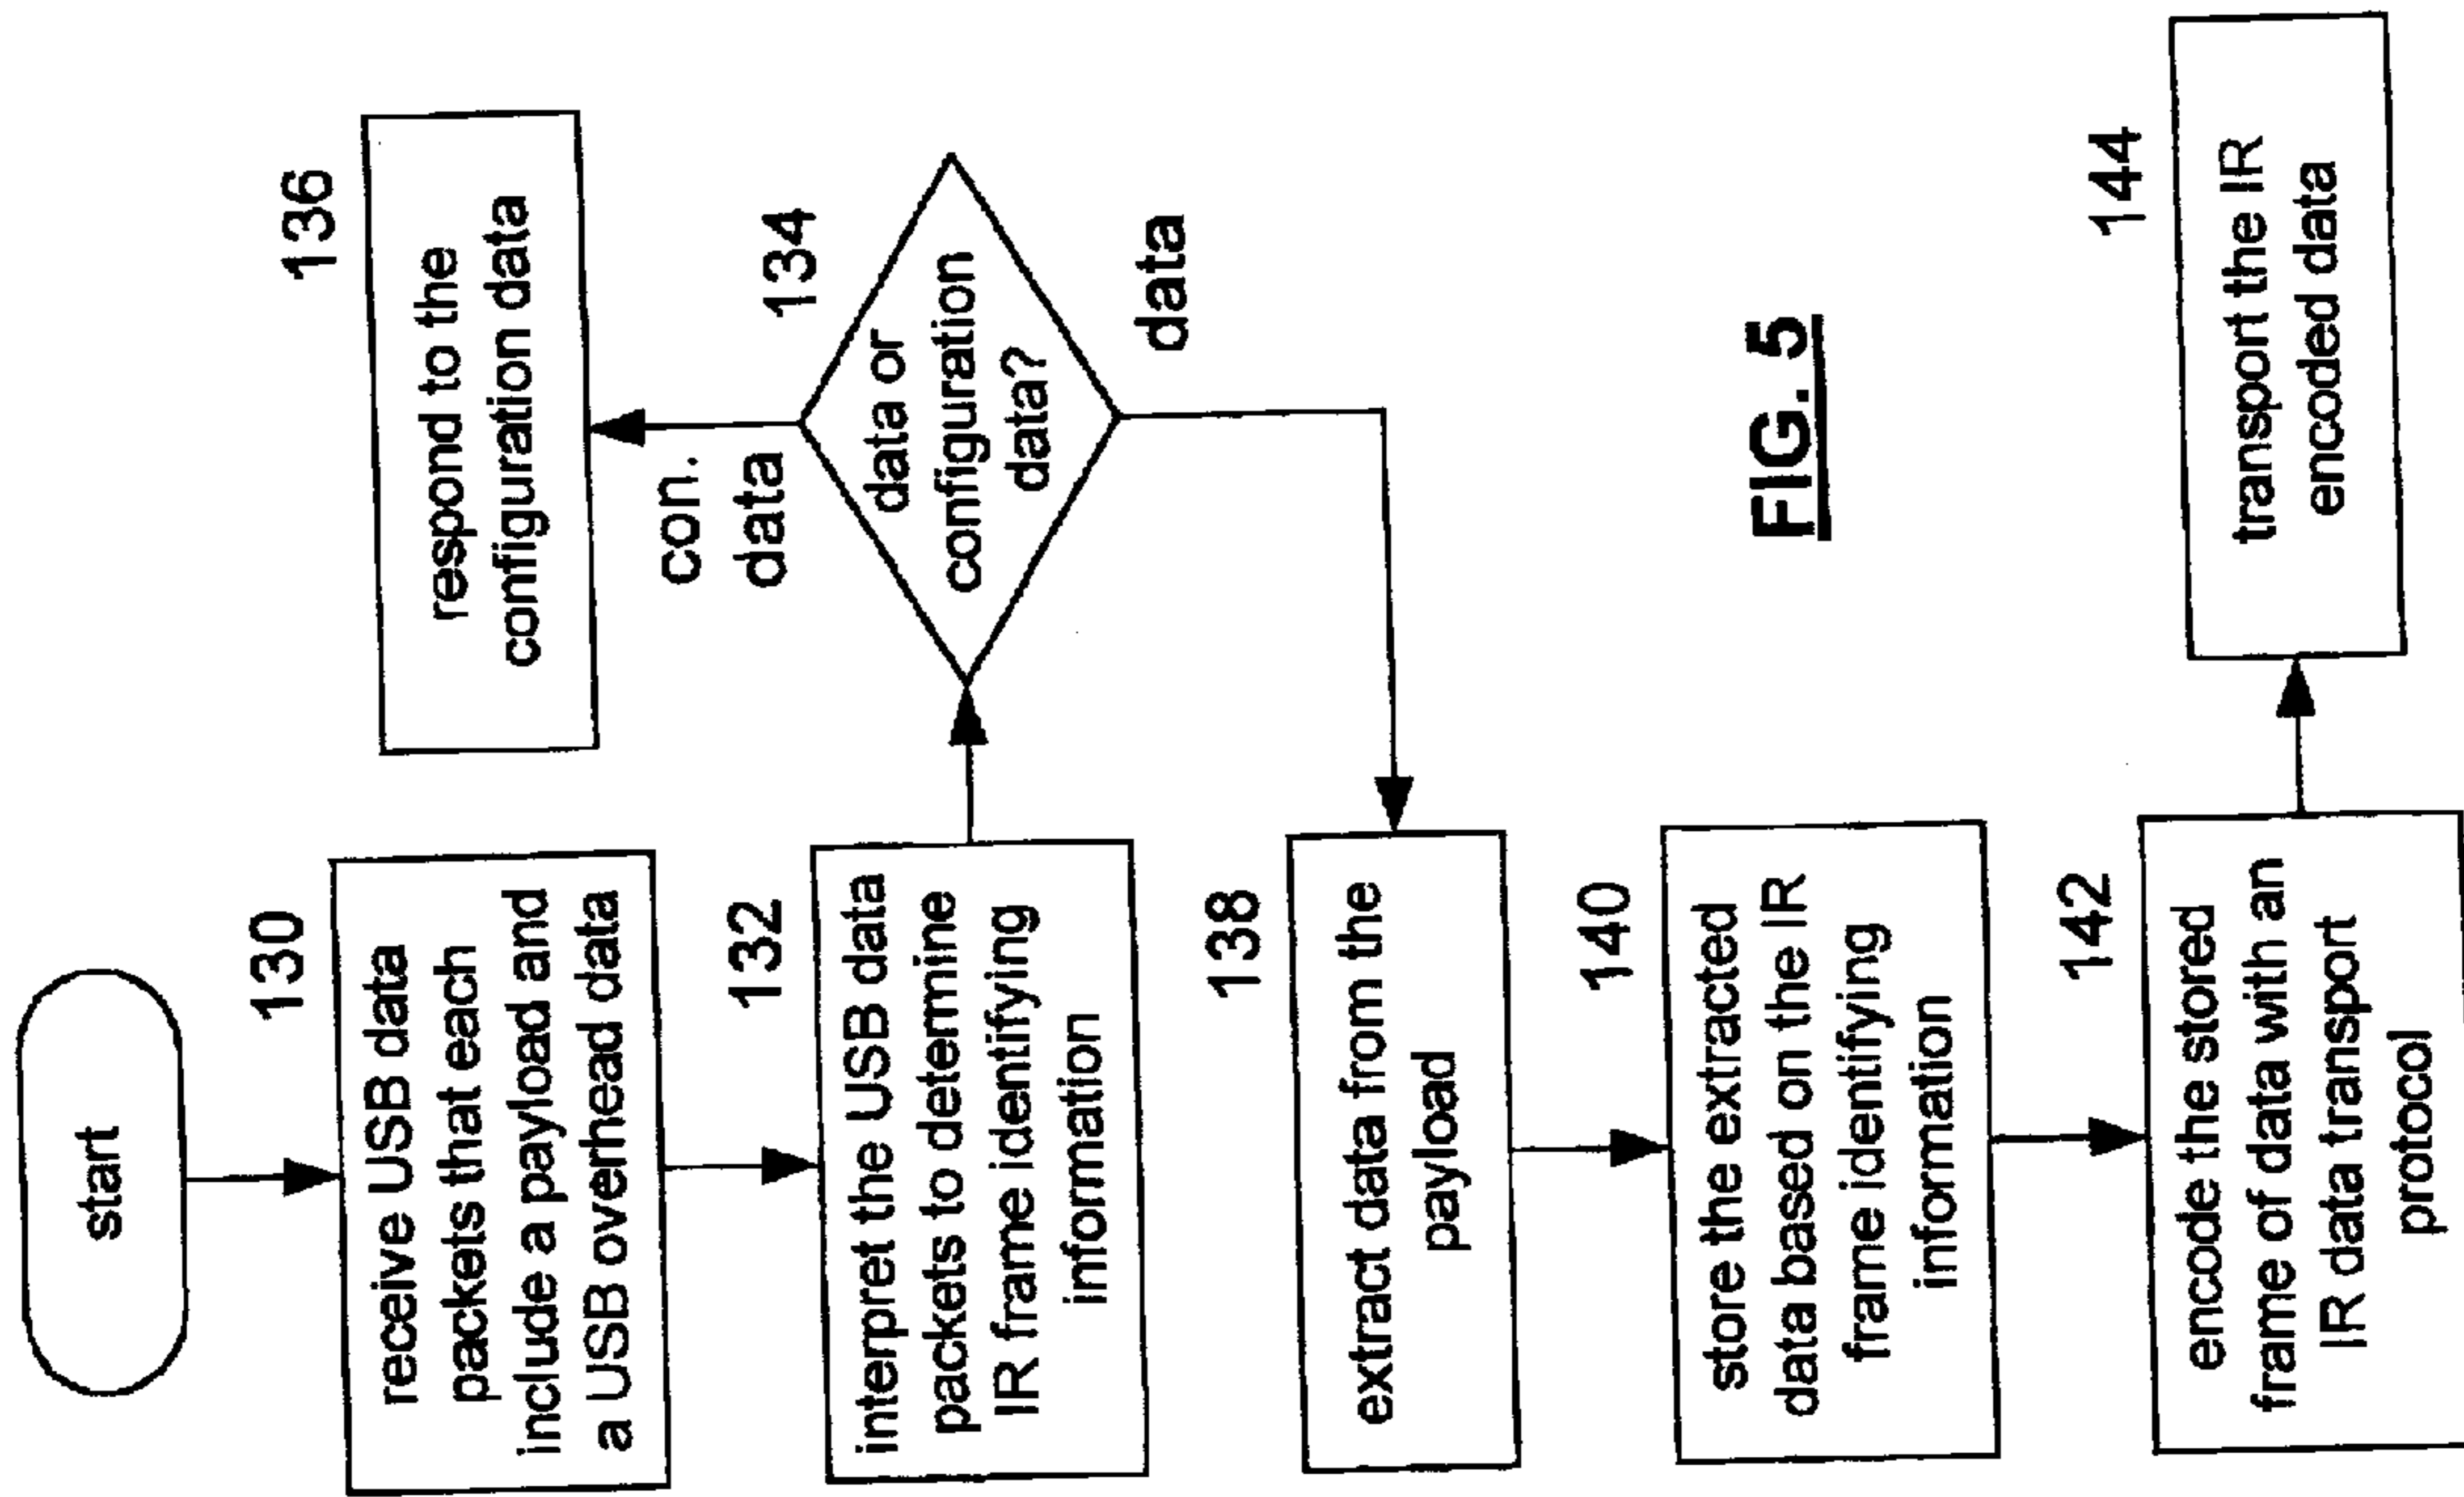 start
130
receive USB data
packets that each
include a payload and
a USB overhead data
132
interpret the USB data
packets to determine
IR frame identifying
information
134
data or
configuration
data?
con.
data
136
respond to the
configuration data
data
138
extract data from the
payload
140
store the extracted
data based on the IR
frame identifying
information
142
encode the stored
frame of data with an
IR data transport
protocol
144
transport the IR
encoded data
FIG. 5